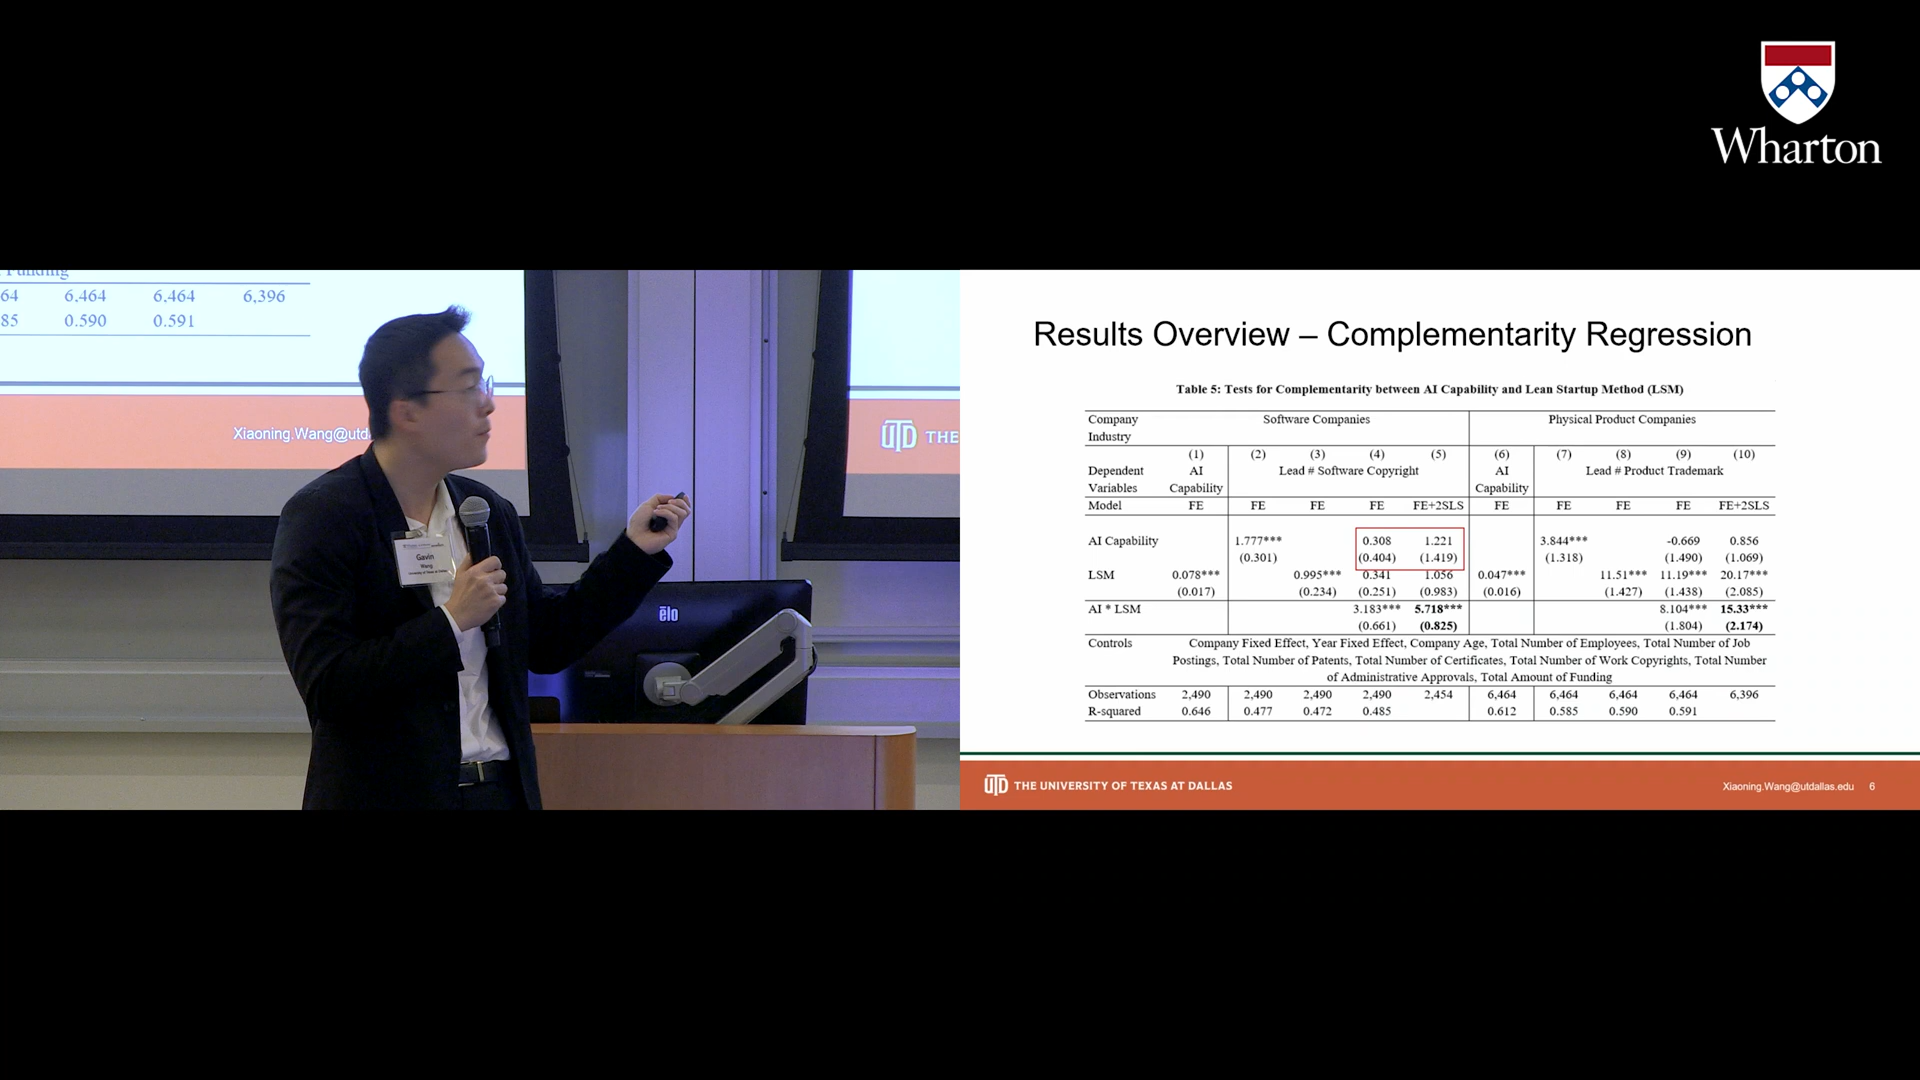 Wharton
Funding
64 6,464 6,464 6,396
85 0.590 0.591
Xiaoning.Wang@utd
UTD THE
Gavin
Wang
University of Texas at Dallas
elo
Results Overview – Complementarity Regression
Table 5: Tests for Complementarity between AI Capability and Lean Startup Method (LSM)
Company Industry Software Companies Physical Product Companies
(1) (2) (3) (4) (5) (6) (7) (8) (9) (10)
Dependent AI Lead # Software Copyright AI Lead # Product Trademark
Variables Capability Capability
Model FE FE FE FE FE+2SLS FE FE FE FE FE+2SLS
AI Capability 1.777*** 0.308 1.221 3.844*** -0.669 0.856
(0.301) (0.404) (1.419) (1.318) (1.490) (1.069)
LSM 0.078*** 0.995*** 0.341 1.056 0.047*** 11.51*** 11.19*** 20.17***
(0.017) (0.234) (0.251) (0.983) (0.016) (1.427) (1.438) (2.085)
AI * LSM 3.183*** 5.718*** 8.104*** 15.33***
(0.661) (0.825) (1.804) (2.174)
Controls Company Fixed Effect, Year Fixed Effect, Company Age, Total Number of Employees, Total Number of Job
Postings, Total Number of Patents, Total Number of Certificates, Total Number of Work Copyrights, Total Number
of Administrative Approvals, Total Amount of Funding
Observations 2,490 2,490 2,490 2,490 2,454 6,464 6,464 6,464 6,464 6,396
R-squared 0.646 0.477 0.472 0.485 0.612 0.585 0.590 0.591
UTD THE UNIVERSITY OF TEXAS AT DALLAS
Xiaoning.Wang@utdallas.edu 6